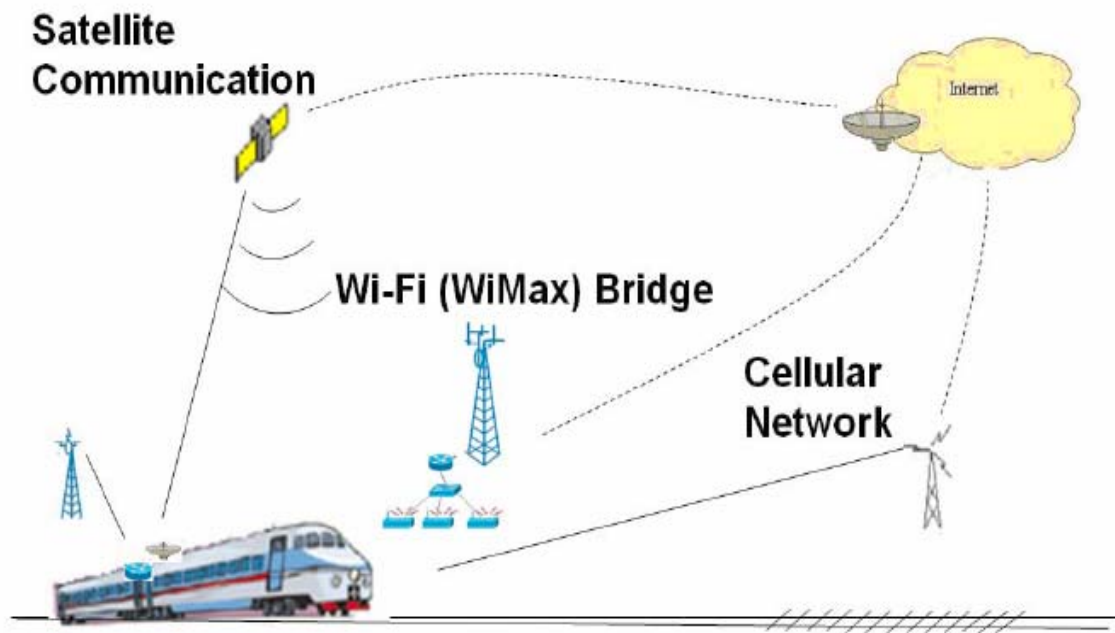 Satellite
Communication
Internet
Wi-Fi (WiMax) Bridge
Cellular
Network